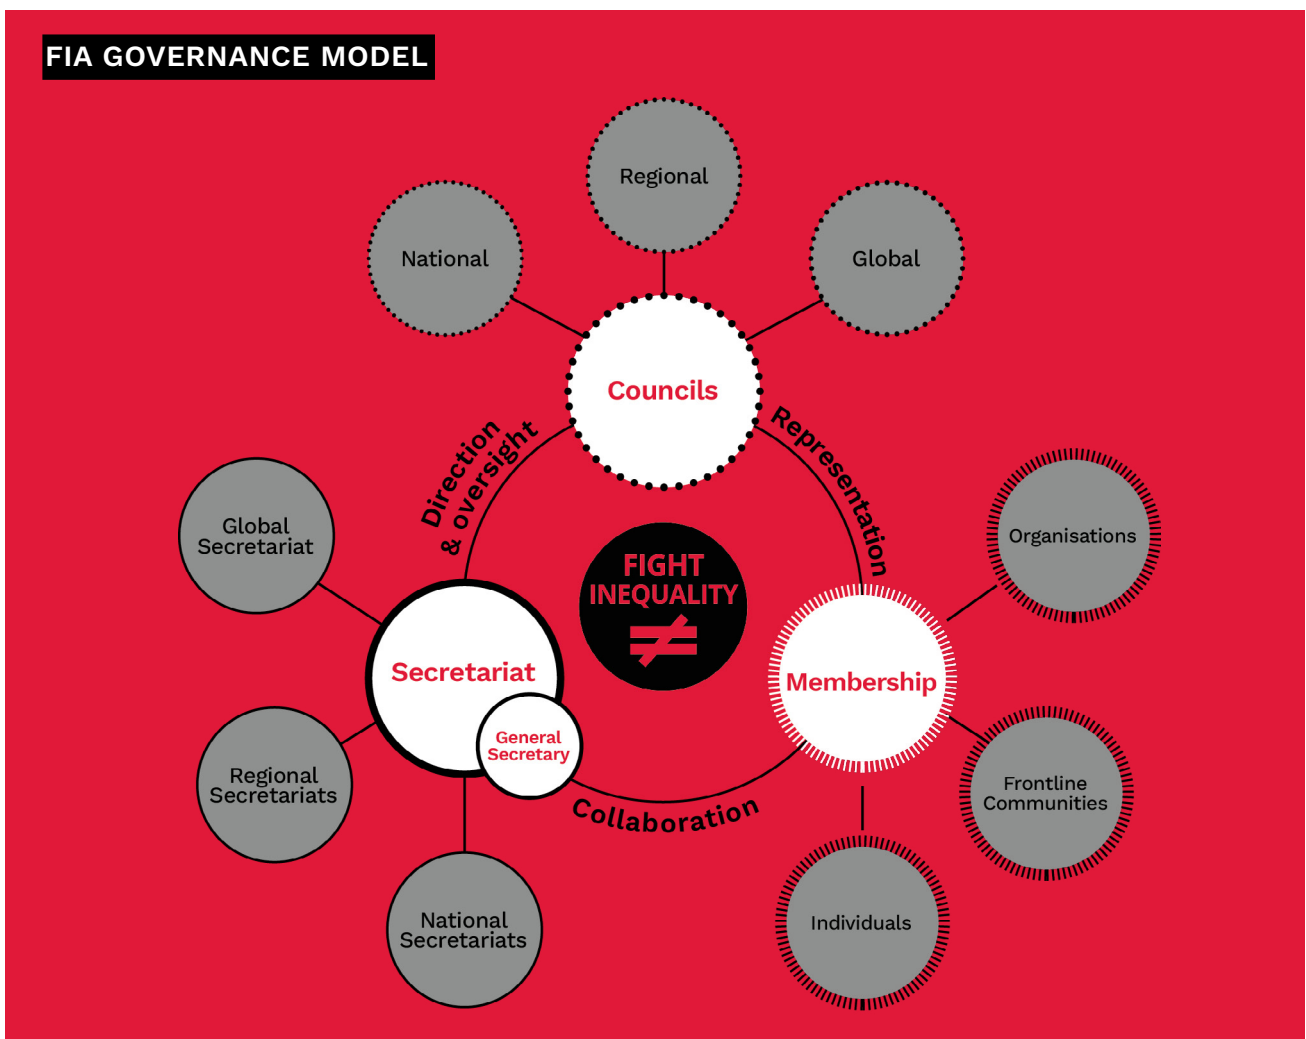 FIA GOVERNANCE MODEL
Regional
National
Global
Councils
Direction
& oversight
Representation
Global
Secretariat
Organisations
FIGHT
INEQUALITY
Secretariat
Membership
General
Secretary
Regional
Secretariats
Frontline
Communities
Collaboration
National
Secretariats
Individuals